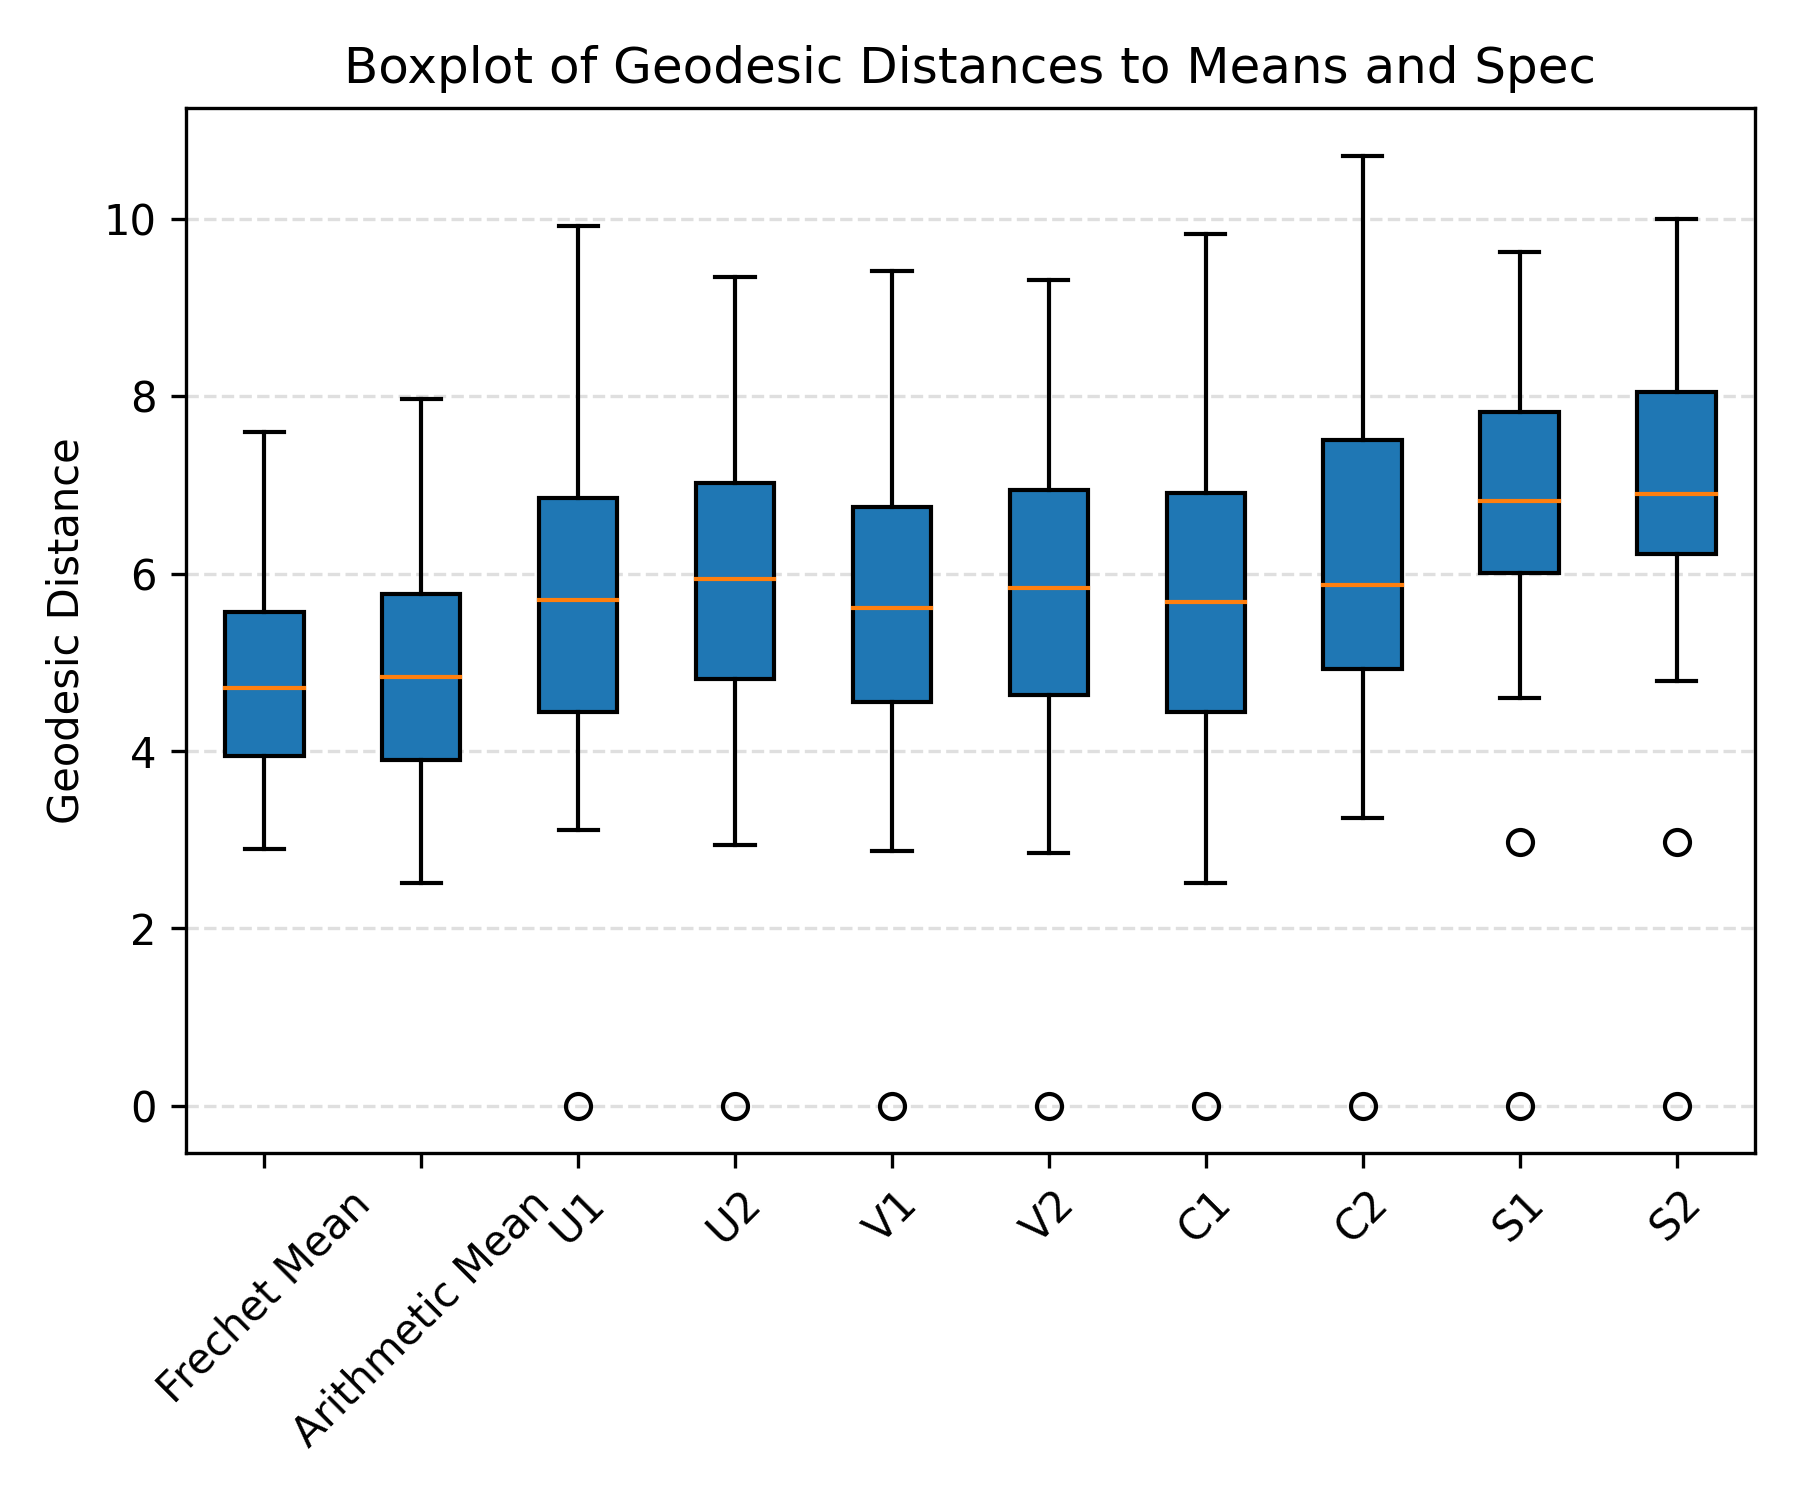 Boxplot of Geodesic Distances to Means and Spec
Geodesic Distance
10
8
6
4
2
0
Frechet Mean
Arithmetic Mean
U1
U2
V1
V2
C1
C2
S1
S2